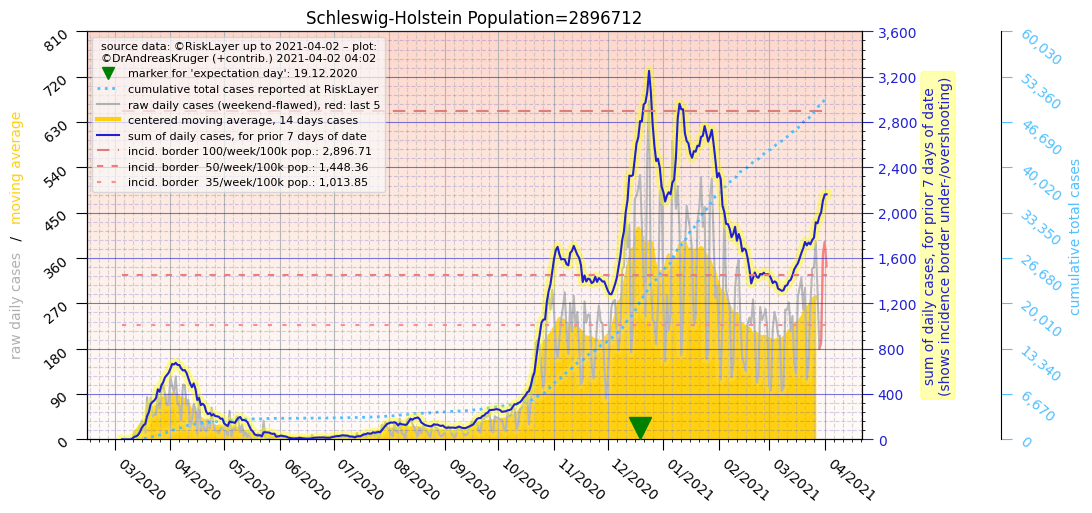 Schleswig-Holstein Population=2896712
source data: ©RiskLayer up to 2021-04-02 – plot:
©DrAndreasKruger (+contrib.) 2021-04-02 04:02
marker for 'expectation day': 19.12.2020
cumulative total cases reported at RiskLayer
raw daily cases (weekend-flawed), red: last 5
centered moving average, 14 days cases
sum of daily cases, for prior 7 days of date
incid. border 100/week/100k pop.: 2,896.71
incid. border  50/week/100k pop.: 1,448.36
incid. border  35/week/100k pop.: 1,013.85
raw daily cases / moving average
810
720
630
540
450
360
270
180
90
0
03/2020
04/2020
05/2020
06/2020
07/2020
08/2020
09/2020
10/2020
11/2020
12/2020
01/2021
02/2021
03/2021
04/2021
3,600
3,200
2,800
2,400
2,000
1,600
1,200
800
400
0
sum of daily cases, for prior 7 days of date
(shows incidence border under-/overshooting)
60,030
53,360
46,690
40,020
33,350
26,680
20,010
13,340
6,670
0
cumulative total cases